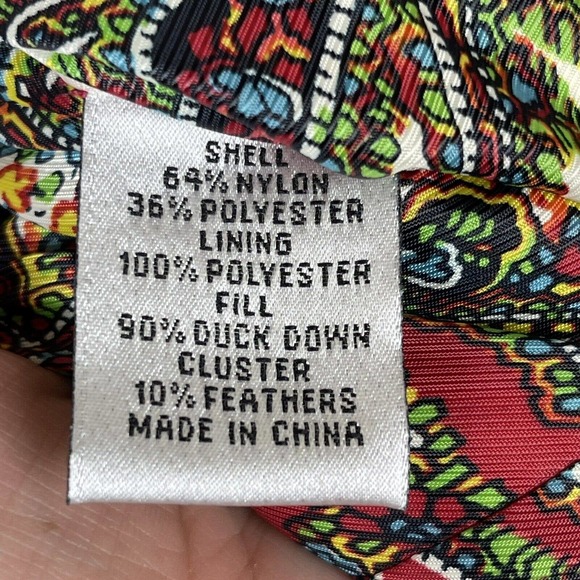 SHELL
64% NYLON
36% POLYESTER
LINING
100% POLYESTER
FILL
90% DUCK DOWN
CLUSTER
10% FEATHERS
MADE IN CHINA